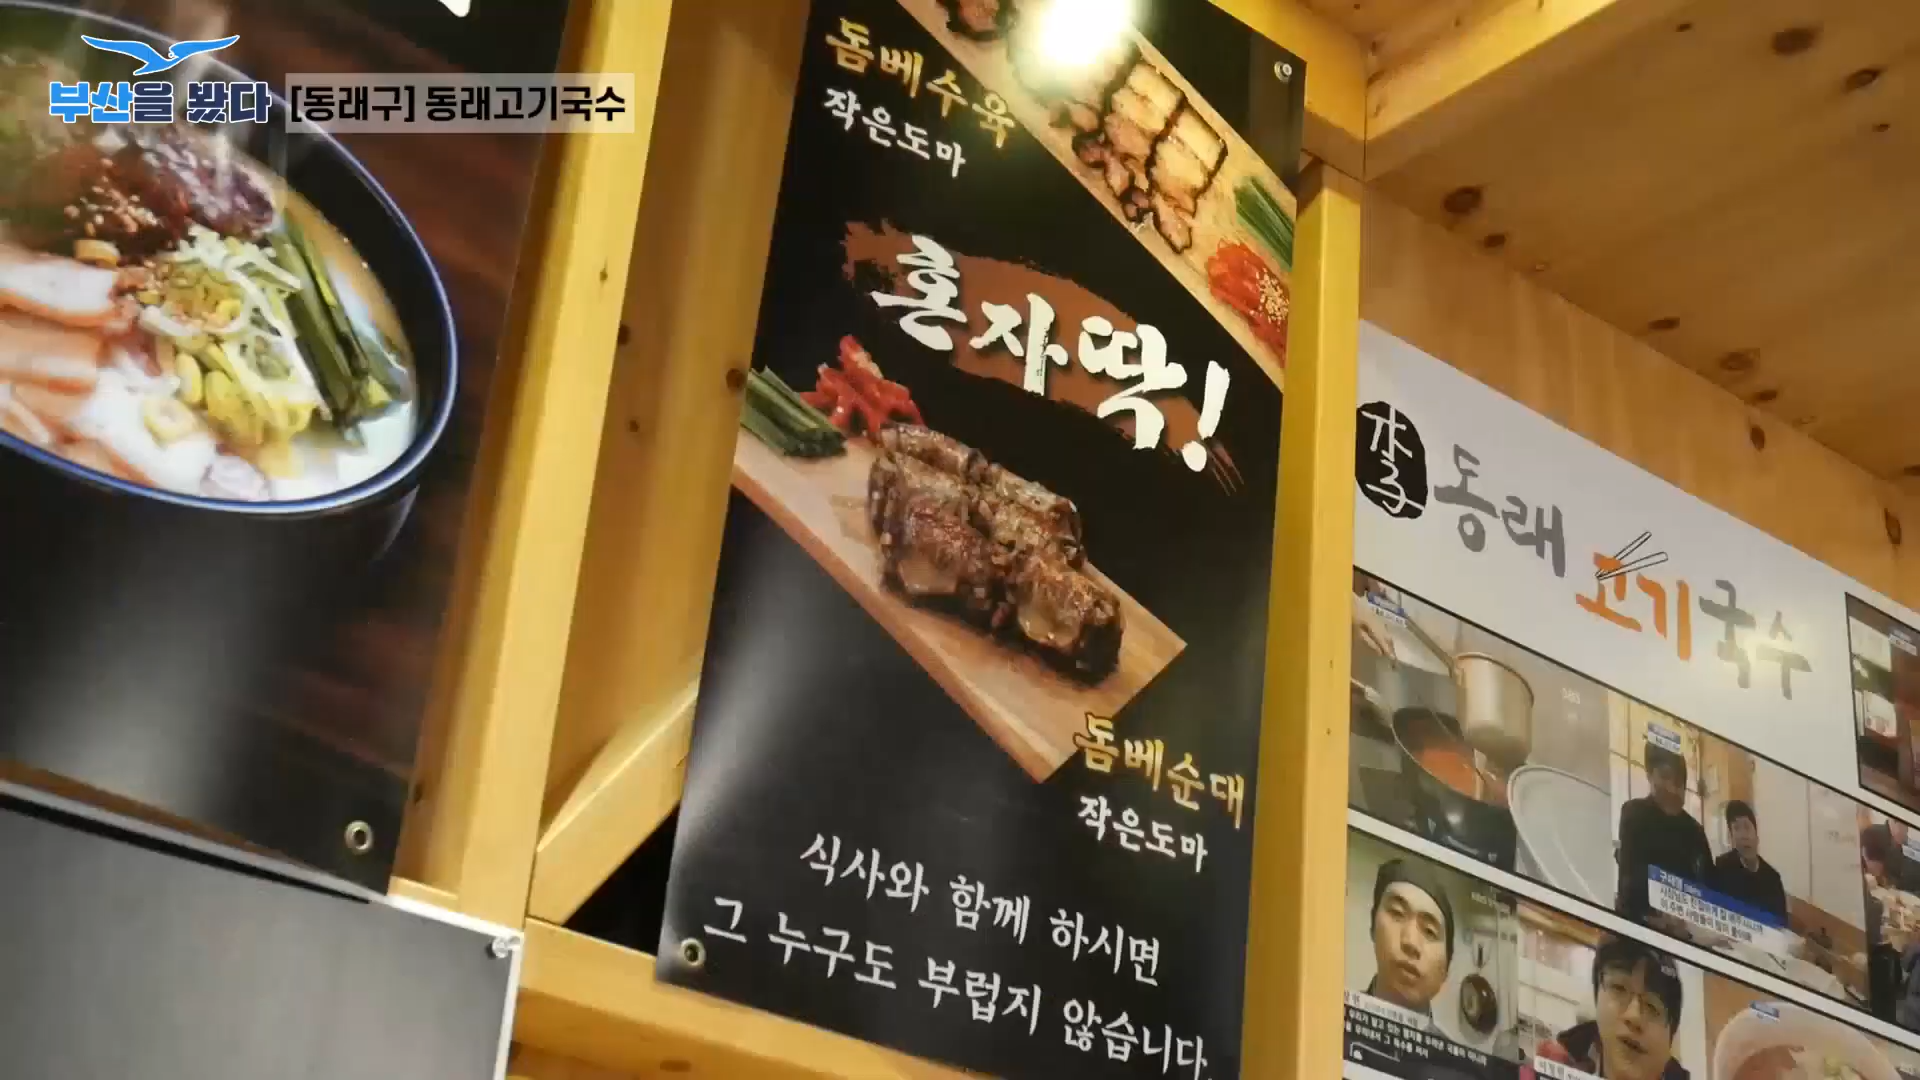 부산을 봤다
[동래구] 동래고기국수
돔베수육
작은도마
혼자딱!
돔베순대
작은도마
식사와 함께 하시면
그 누구도 부럽지 않습니다.
李
동래 고기국수